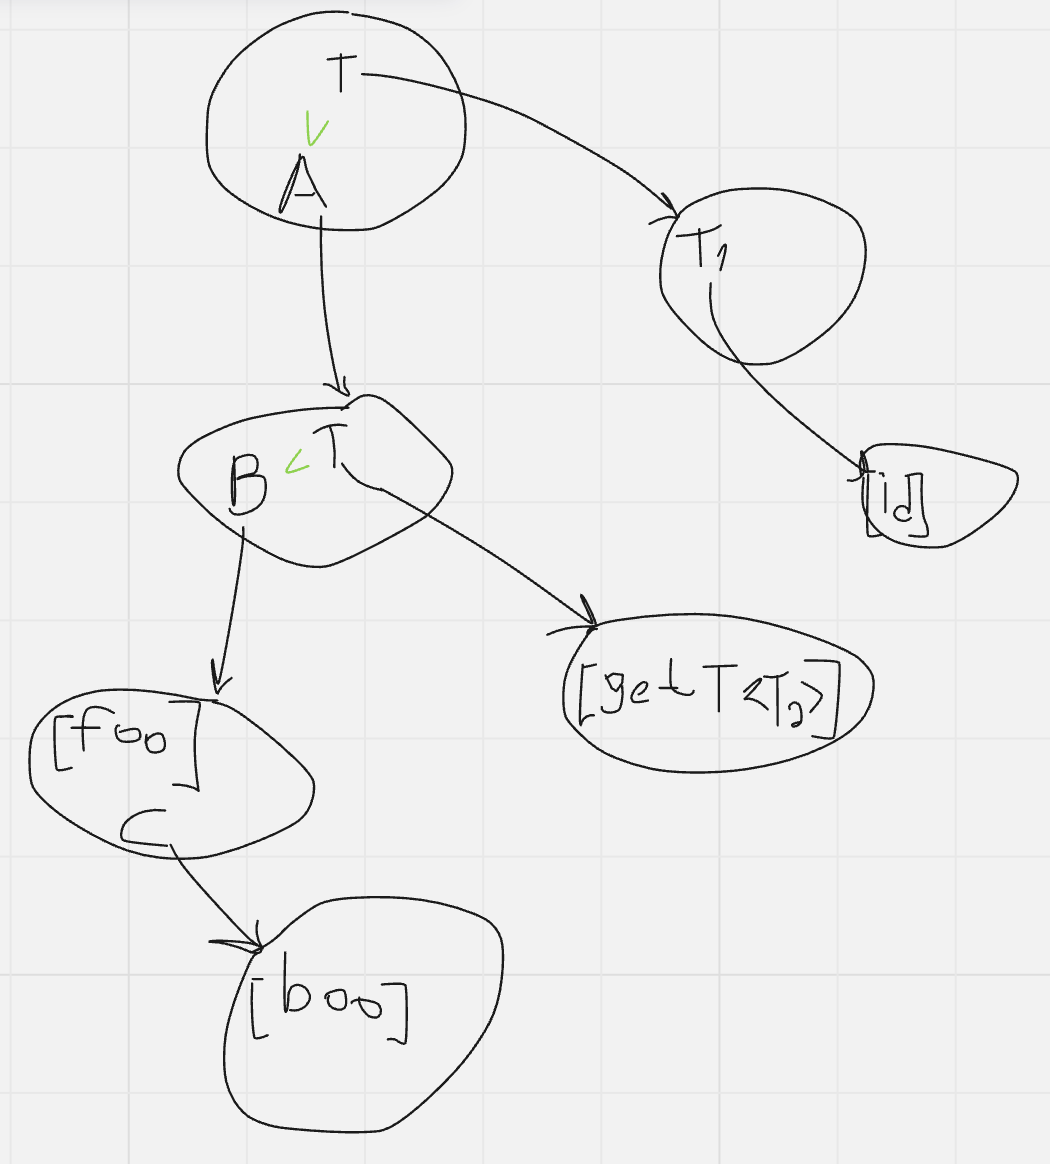 T
V
A
T1
B < T
[id]
[getT<T2>]
[foo]
C
[boo]